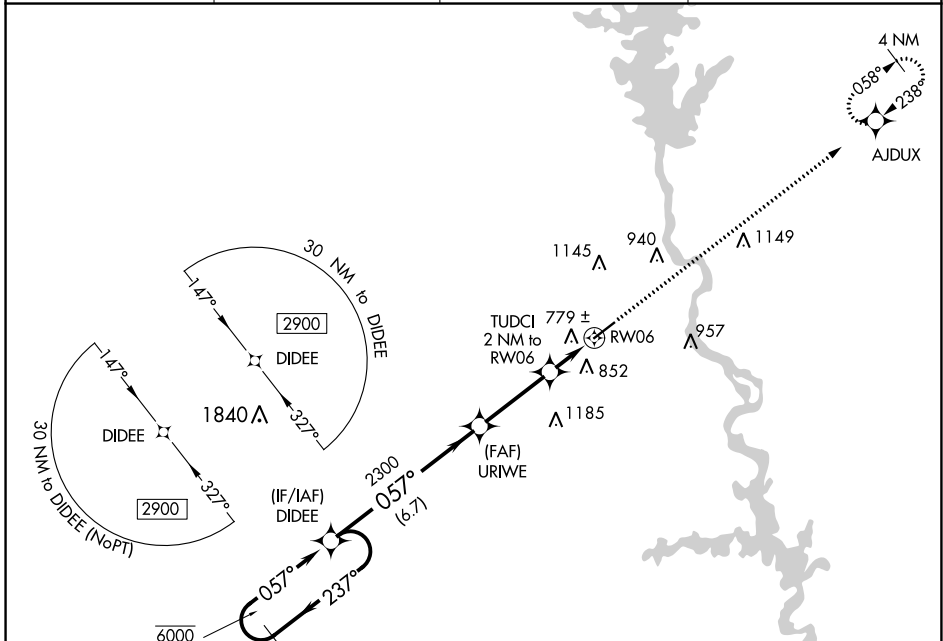 4 NM
058°
238°
AJDUX
1149
940
1145
30 NM to DIDEE
147°
2900
DIDEE
327°
779 ±
TUDCI
2 NM to
RW06
RW06
957
852
1840
1185
147°
DIDEE
327°
2900
30 NM to DIDEE (NoPT)
(FAF)
URIWE
2300
057°
(6.7)
(IF/IAF)
DIDEE
057°
237°
6000